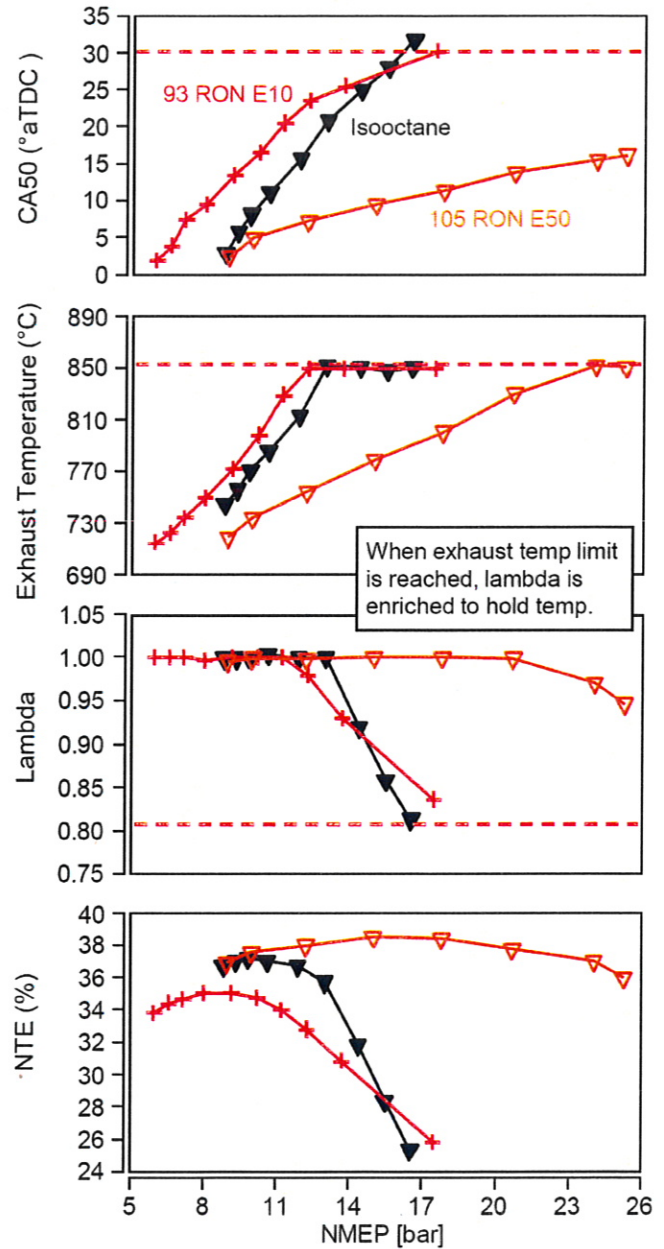 CA50 (°aTDC)
35
30
25
20
15
10
5
0
93 RON E10
Isooctane
105 RON E50
Exhaust Temperature (°C)
890
850
810
770
730
690
When exhaust temp limit
is reached, lambda is
enriched to hold temp.
Lambda
1.05
1.00
0.95
0.90
0.85
0.80
0.75
NTE (%)
40
38
36
34
32
30
28
26
24
5 8 11 14 17 20 23 26
NMEP [bar]